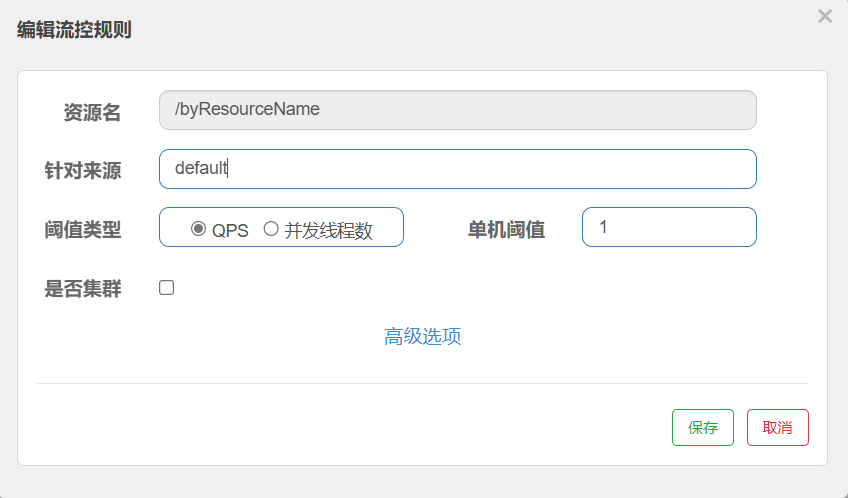 编辑流控规则
×
资源名 /byResourceName
针对来源 default
阈值类型 QPS 并发线程数 单机阈值 1
是否集群
高级选项
保存 取消